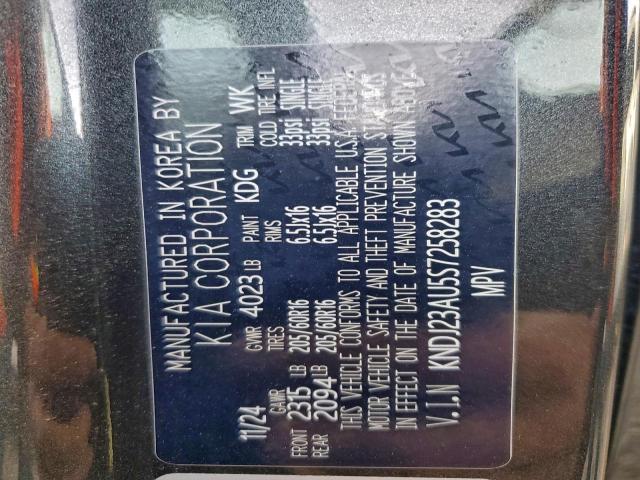 MANUFACTURED IN KOREA BY
KIA CORPORATION
11/24 GVWR 4023 LB PAINT KDG TRIM WK
GAWR TIRES RIMS COLD TIRE INFL
FRONT 2315 LB 205/60R16 6.5Jx16 33psi SINGLE
REAR 2094 LB 205/60R16 6.5Jx16 33psi SINGLE
THIS VEHICLE CONFORMS TO ALL APPLICABLE U.S.A. FEDERAL
MOTOR VEHICLE SAFETY AND THEFT PREVENTION STANDARDS
IN EFFECT ON THE DATE OF MANUFACTURE SHOWN ABOVE.
V.I.N KNDJ23AU5S7258283
MPV